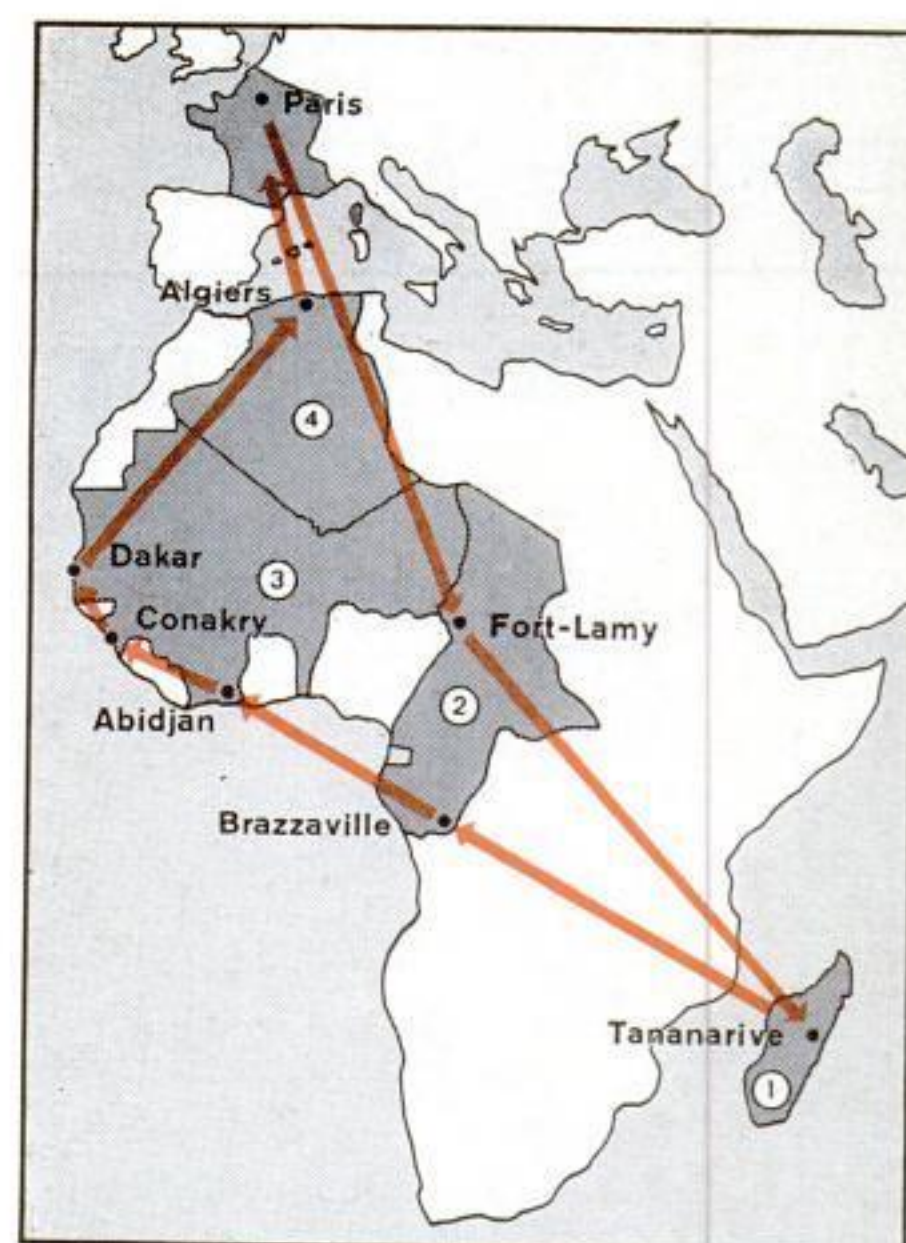 Paris
Algiers
4
Dakar
3
Conakry
Fort-Lamy
2
Abidjan
Brazzaville
Tananarive
1